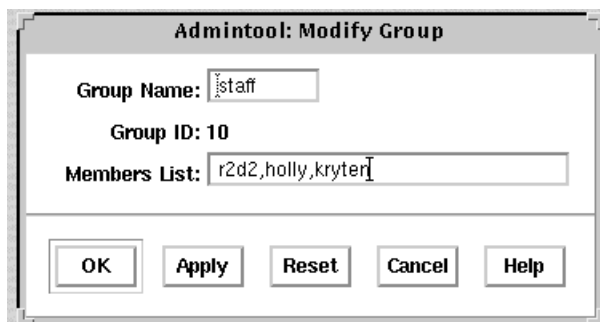 Admintool: Modify Group
Group Name: staff
Group ID: 10
Members List: r2d2,holly,kryten
OK Apply Reset Cancel Help